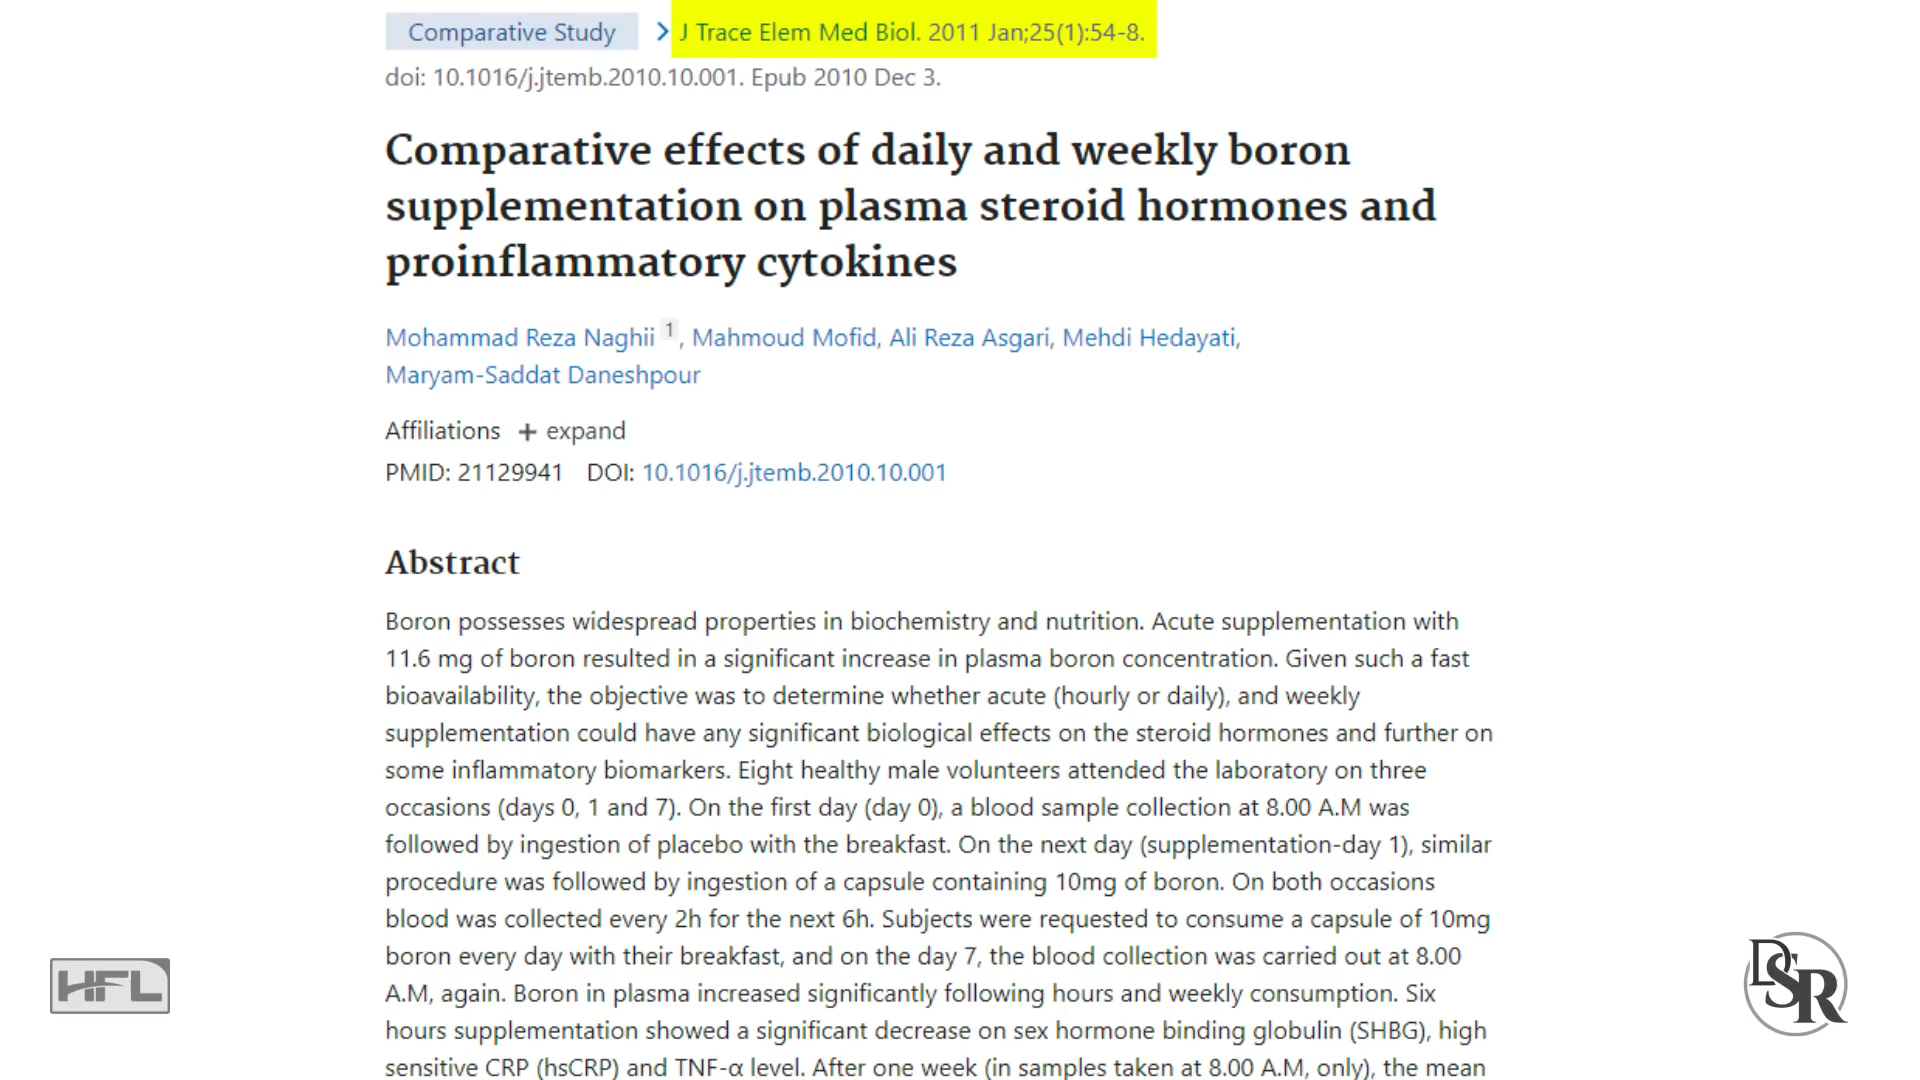 Comparative Study > J Trace Elem Med Biol. 2011 Jan;25(1):54-8.
doi: 10.1016/j.jtemb.2010.10.001. Epub 2010 Dec 3.
Comparative effects of daily and weekly boron
supplementation on plasma steroid hormones and
proinflammatory cytokines
Mohammad Reza Naghii 1, Mahmoud Mofid, Ali Reza Asgari, Mehdi Hedayati,
Maryam-Saddat Daneshpour
Affiliations + expand
PMID: 21129941 DOI: 10.1016/j.jtemb.2010.10.001
Abstract
Boron possesses widespread properties in biochemistry and nutrition. Acute supplementation with
11.6 mg of boron resulted in a significant increase in plasma boron concentration. Given such a fast
bioavailability, the objective was to determine whether acute (hourly or daily), and weekly
supplementation could have any significant biological effects on the steroid hormones and further on
some inflammatory biomarkers. Eight healthy male volunteers attended the laboratory on three
occasions (days 0, 1 and 7). On the first day (day 0), a blood sample collection at 8.00 A.M was
followed by ingestion of placebo with the breakfast. On the next day (supplementation-day 1), similar
procedure was followed by ingestion of a capsule containing 10mg of boron. On both occasions
blood was collected every 2h for the next 6h. Subjects were requested to consume a capsule of 10mg
boron every day with their breakfast, and on the day 7, the blood collection was carried out at 8.00
A.M, again. Boron in plasma increased significantly following hours and weekly consumption. Six
hours supplementation showed a significant decrease on sex hormone binding globulin (SHBG), high
sensitive CRP (hsCRP) and TNF-α level. After one week (in samples taken at 8.00 A.M, only), the mean
HFL
DSR